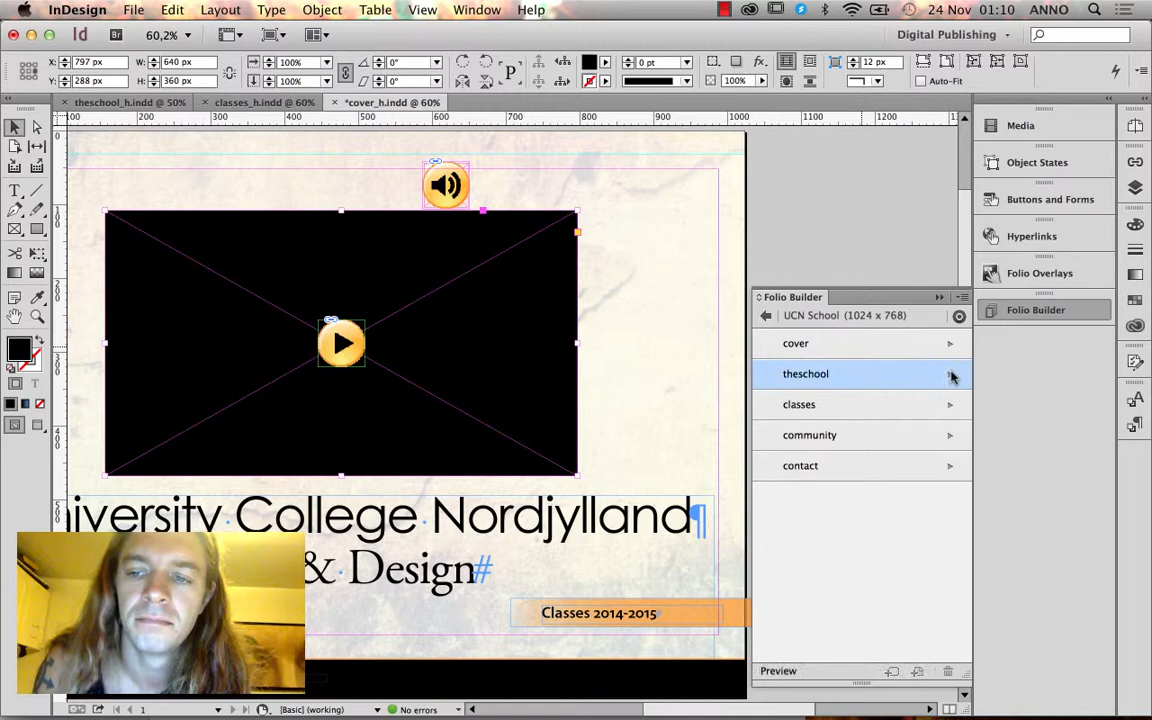 InDesign File Edit Layout Type Object Table View Window Help 24 Nov 01:10 ANNO
Id Br 60,2% Digital Publishing
X: 797 px W: 640 px 100% 0° P 0 pt fx. 12 px
Y: 288 px H: 360 px 100% 0° 100% Auto-Fit
× theschool_h.indd @ 50% × classes_h.indd @ 60% × *cover_h.indd @ 60%
100 200 300 400 500 600 700 800 900 1000 1100 1200
Media
Object States
Buttons and Forms
Hyperlinks
Folio Overlays
Folio Builder
Folio Builder
UCN School (1024 x 768)
cover
theschool
classes
community
contact
Preview
iversity College Nordjylland¶
& Design#
Classes 2014-2015
1 [Basic] (working) No errors